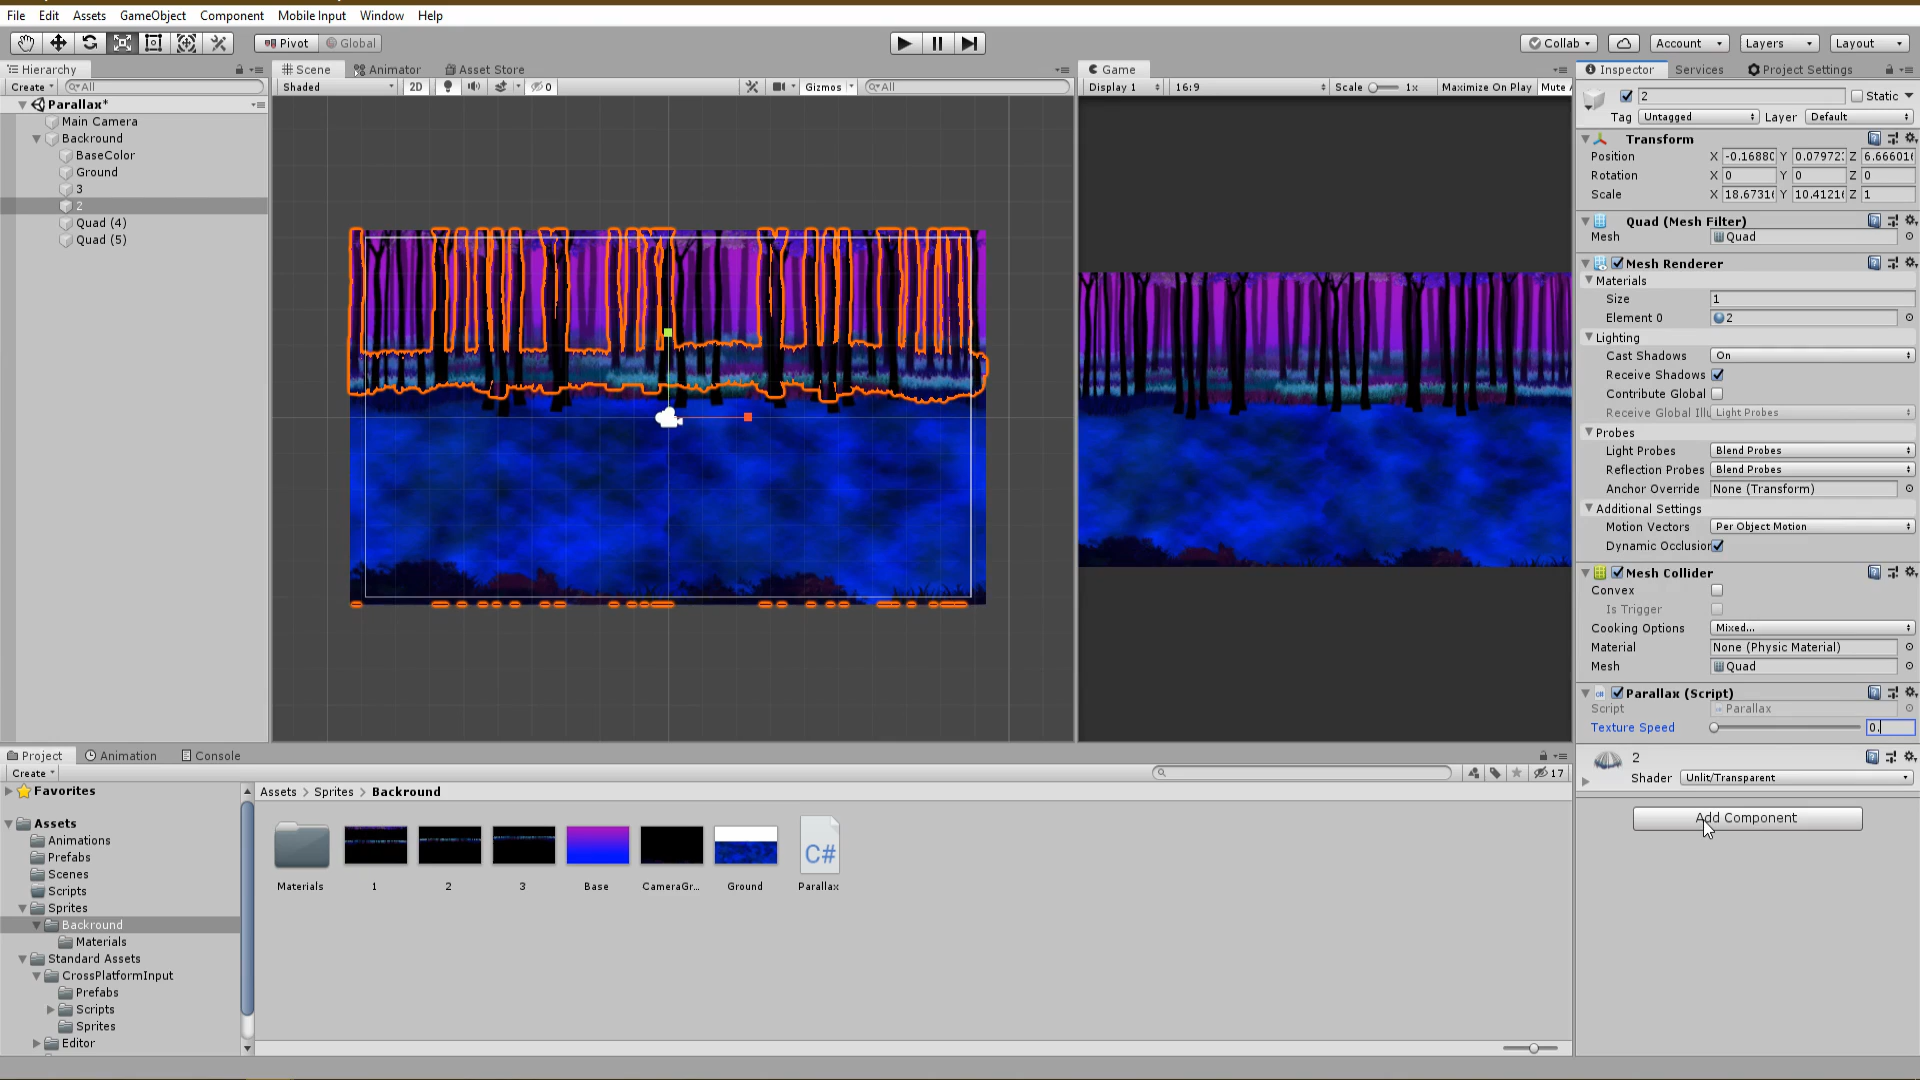 File Edit Assets GameObject Component Mobile Input Window Help
Pivot Global Collab Account Layers Layout
Hierarchy
Create All
Parallax*
Main Camera
Backround
BaseColor
Ground
3
2
Quad (4)
Quad (5)
Scene Animator Asset Store
Shaded 2D 0 Gizmos All
Game
Display 1 16:9 Scale 1x Maximize On Play Mute A
Inspector Services Project Settings
2 Static
Tag Untagged Layer Default
Transform
Position X -0.1688 Y 0.0797 Z 6.6660
Rotation X 0 Y 0 Z 0
Scale X 18.673 Y 10.412 Z 1
Quad (Mesh Filter)
Mesh Quad
Mesh Renderer
Materials
Size 1
Element 0 2
Lighting
Cast Shadows On
Receive Shadows
Contribute Global
Receive Global Illu Light Probes
Probes
Light Probes Blend Probes
Reflection Probes Blend Probes
Anchor Override None (Transform)
Additional Settings
Motion Vectors Per Object Motion
Dynamic Occlusion
Mesh Collider
Convex
Is Trigger
Cooking Options Mixed...
Material None (Physic Material)
Mesh Quad
Parallax (Script)
Script Parallax
Texture Speed 0.
2
Shader Unlit/Transparent
Add Component
Project Animation Console
Create 17
Favorites
Assets
Animations
Prefabs
Scenes
Scripts
Sprites
Backround
Materials
Standard Assets
CrossPlatformInput
Prefabs
Scripts
Sprites
Editor
Assets > Sprites > Backround
C#
Materials 1 2 3 Base CameraGr... Ground Parallax